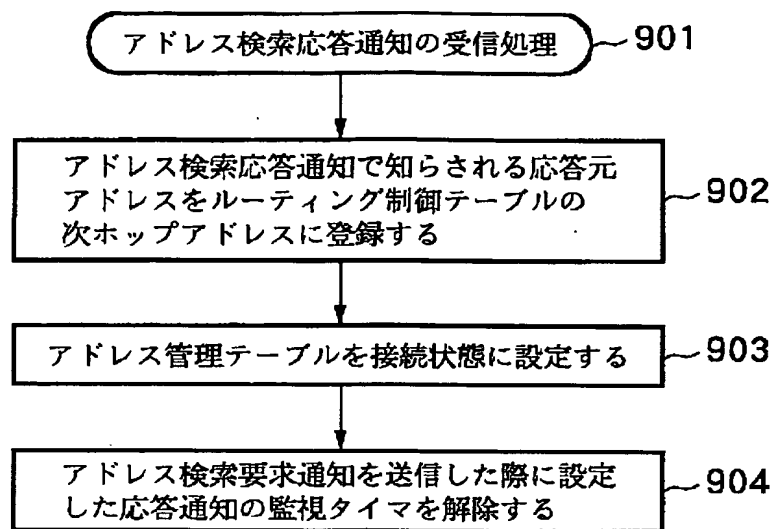 アドレス検索応答通知の受信処理 901
アドレス検索応答通知で知らされる応答元
アドレスをルーティング制御テーブルの
次ホップアドレスに登録する
902
アドレス管理テーブルを接続状態に設定する 903
アドレス検索要求通知を送信した際に設定
した応答通知の監視タイマを解除する
904